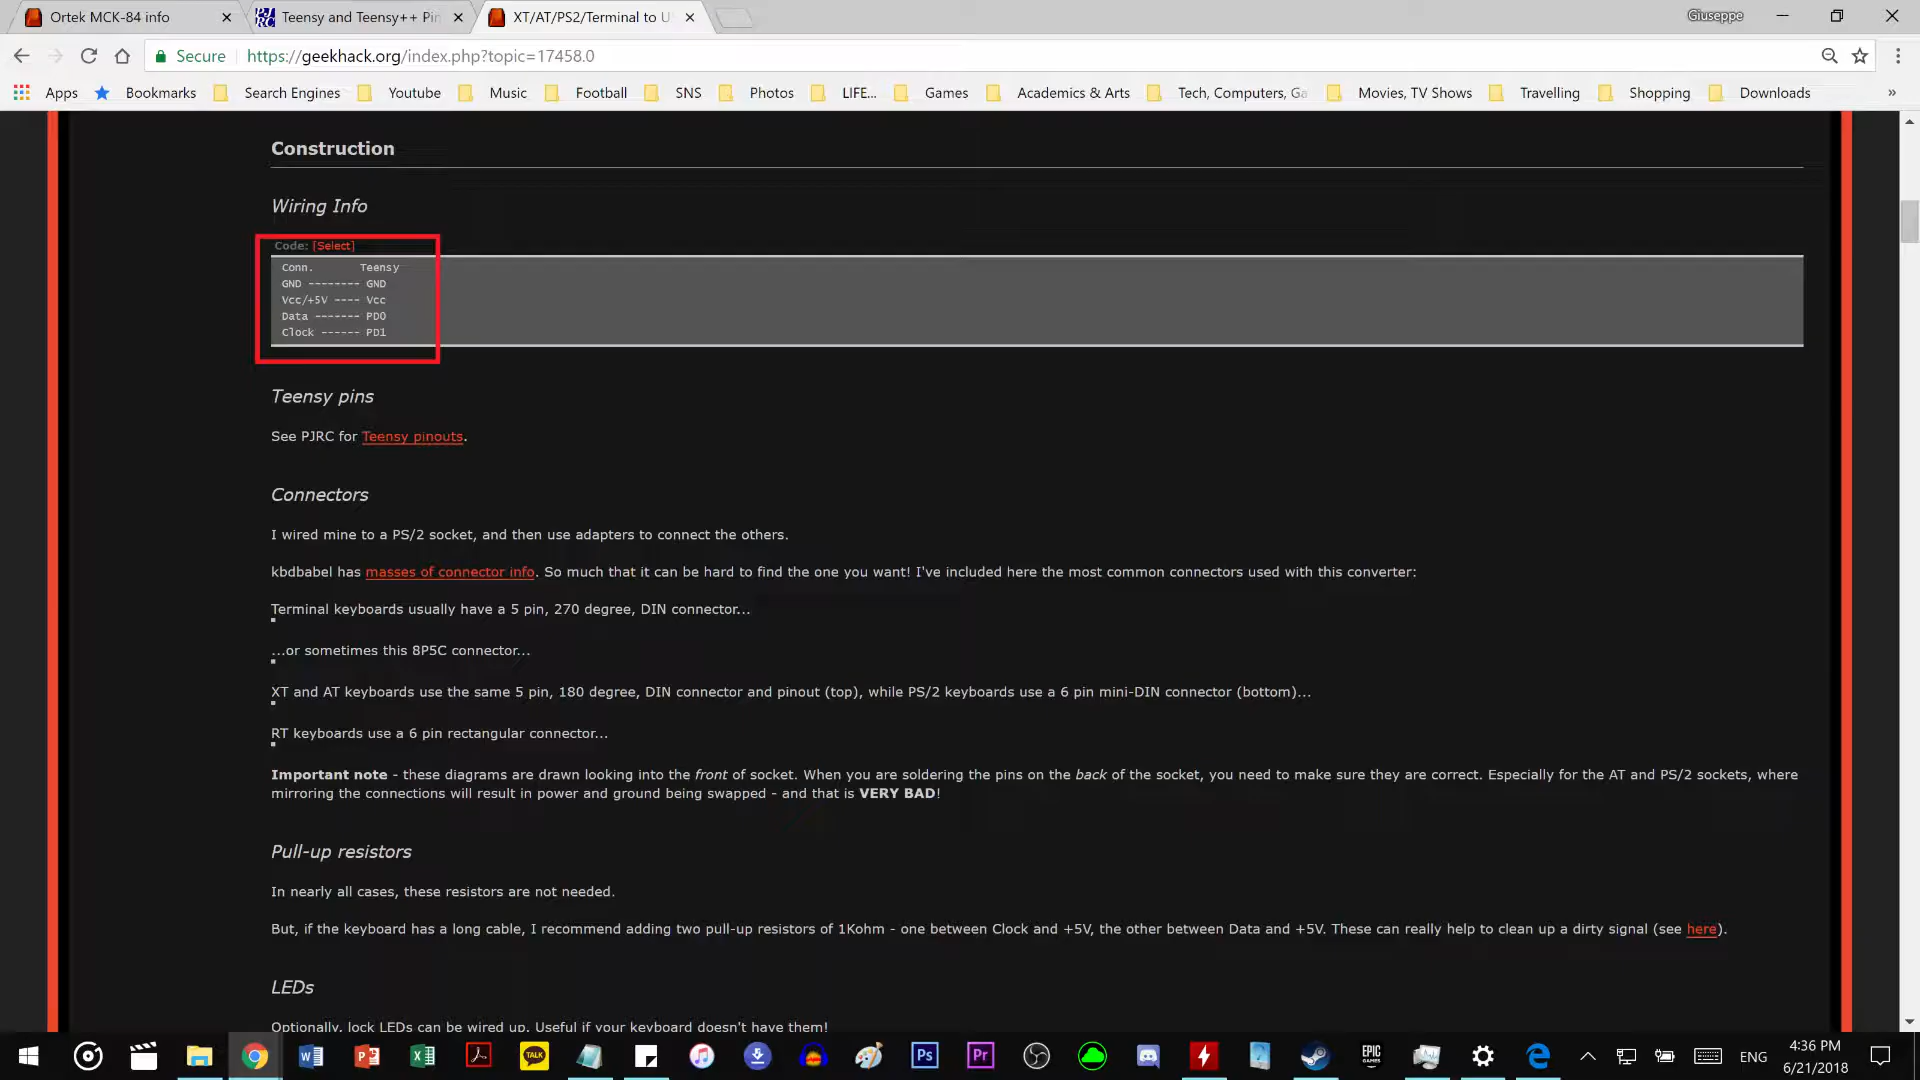 Ortek MCK-84 info
Teensy and Teensy++ Pin
XT/AT/PS2/Terminal to U
Giuseppe
Secure
https://geekhack.org/index.php?topic=17458.0
Apps Bookmarks Search Engines Youtube Music Football SNS Photos LIFE... Games Academics & Arts Tech, Computers, Ga Movies, TV Shows Travelling Shopping Downloads »
Construction
Wiring Info
Code: [Select]
Conn. Teensy
GND -------- GND
Vcc/+5V ---- Vcc
Data ------- PD0
Clock ------ PD1
Teensy pins
See PJRC for Teensy pinouts.
Connectors
I wired mine to a PS/2 socket, and then use adapters to connect the others.
kbdbabel has masses of connector info. So much that it can be hard to find the one you want! I've included here the most common connectors used with this converter:
Terminal keyboards usually have a 5 pin, 270 degree, DIN connector...
...or sometimes this 8P5C connector...
XT and AT keyboards use the same 5 pin, 180 degree, DIN connector and pinout (top), while PS/2 keyboards use a 6 pin mini-DIN connector (bottom)...
RT keyboards use a 6 pin rectangular connector...
Important note - these diagrams are drawn looking into the front of socket. When you are soldering the pins on the back of the socket, you need to make sure they are correct. Especially for the AT and PS/2 sockets, where
mirroring the connections will result in power and ground being swapped - and that is VERY BAD!
Pull-up resistors
In nearly all cases, these resistors are not needed.
But, if the keyboard has a long cable, I recommend adding two pull-up resistors of 1Kohm - one between Clock and +5V, the other between Data and +5V. These can really help to clean up a dirty signal (see here).
LEDs
Optionally, lock LEDs can be wired up. Useful if your keyboard doesn't have them!
TALK
Ps
Pr
EPIC
GAMES
ENG
4:36 PM
6/21/2018